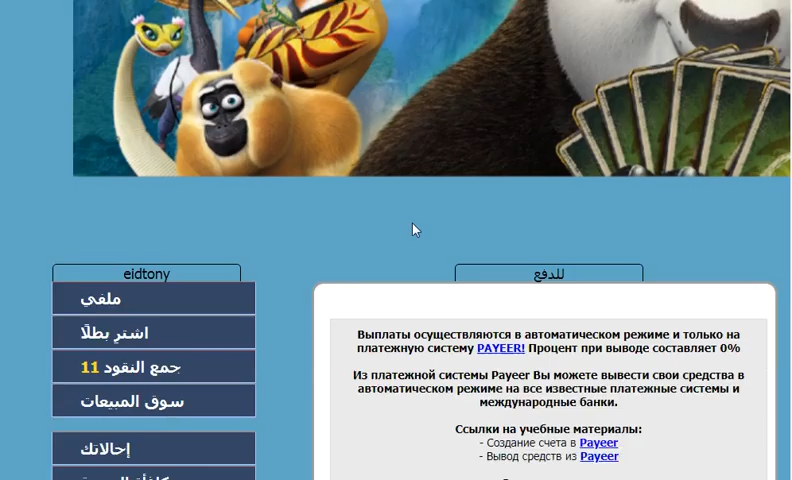 eidtony
ملفي
اشترِ بطلًا
جمع النقود 11
سوق المبيعات
إحالاتك
للدفع
Выплаты осуществляются в автоматическом режиме и только на
платежную систему PAYEER! Процент при выводе составляет 0%
Из платежной системы Payeer Вы можете вывести свои средства в
автоматическом режиме на все известные платежные системы и
международные банки.
Ссылки на учебные материалы:
- Создание счета в Payeer
- Вывод средств из Payeer